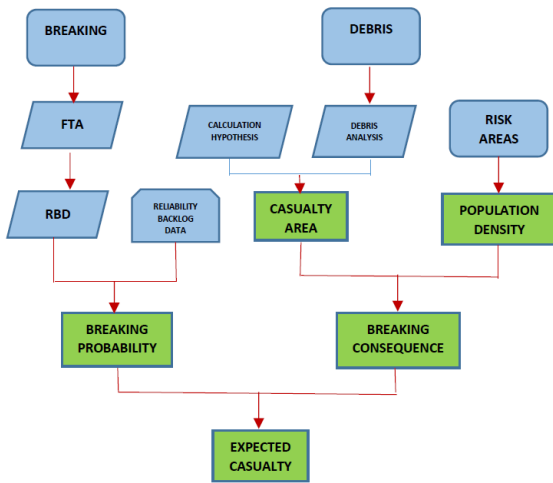 BREAKING
DEBRIS
FTA
CALCULATION
HYPOTHESIS
DEBRIS
ANALYSIS
RISK
AREAS
RBD
RELIABILITY
BACKLOG
DATA
CASUALTY
AREA
POPULATION
DENSITY
BREAKING
PROBABILITY
BREAKING
CONSEQUENCE
EXPECTED
CASUALTY